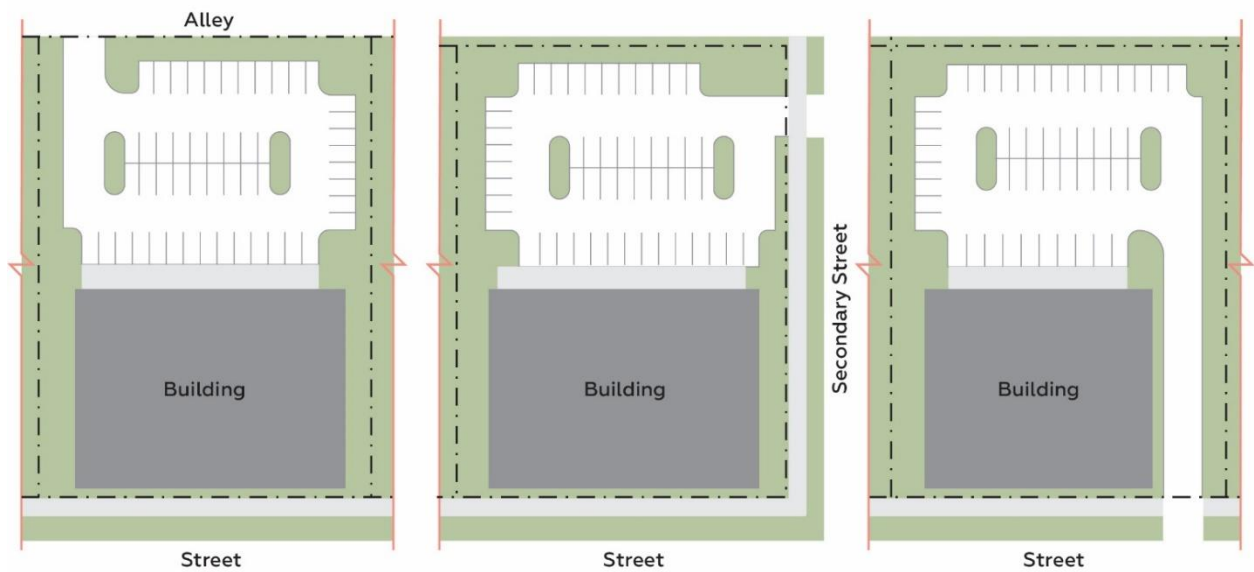 Alley
Building
Street
Building
Secondary Street
Street
Building
Street